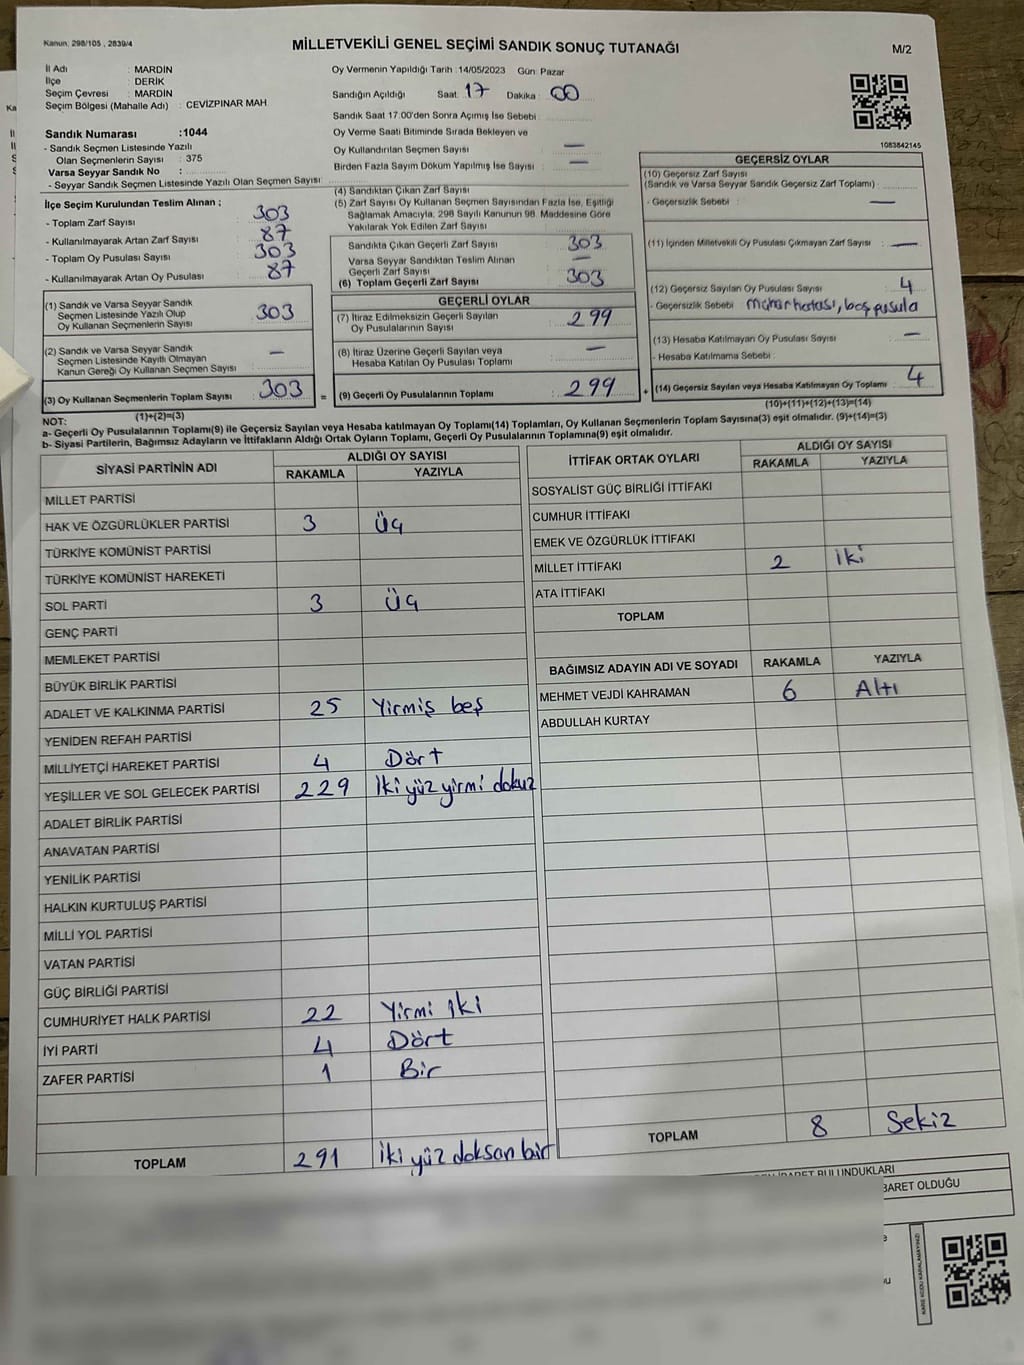 Kanun: 298/105 , 2839/4
MİLLETVEKİLİ GENEL SEÇİMİ SANDIK SONUÇ TUTANAĞI
M/2
İl Adı : MARDİN
İlçe : DERİK
Seçim Çevresi : MARDİN
Seçim Bölgesi (Mahalle Adı) : CEVİZPINAR MAH
Sandık Numarası :1044
- Sandık Seçmen Listesinde Yazılı
Olan Seçmenlerin Sayısı : 375
Varsa Seyyar Sandık No :
- Seyyar Sandık Seçmen Listesinde Yazılı Olan Seçmen Sayısı:
Oy Vermenin Yapıldığı Tarih :14/05/2023 Gün: Pazar
Sandığın Açıldığı Saat: 17 Dakika: 00
Sandık Saat 17:00'den Sonra Açımış İse Sebebi:
Oy Verme Saati Bitiminde Sırada Bekleyen ve
Oy Kullandırılan Seçmen Sayısı : —
Birden Fazla Sayım Döküm Yapılmış İse Sayısı : —
1083842145
İlçe Seçim Kurulundan Teslim Alınan ;
- Toplam Zarf Sayısı : 303
- Kullanılmayarak Artan Zarf Sayısı : 87
- Toplam Oy Pusulası Sayısı : 303
- Kullanılmayarak Artan Oy Pusulası : 87
(1) Sandık ve Varsa Seyyar Sandık
Seçmen Listesinde Yazılı Olup
Oy Kullanan Seçmenlerin Sayısı : 303
(2) Sandık ve Varsa Seyyar Sandık
Seçmen Listesinde Kayıtlı Olmayan
Kanun Gereği Oy Kullanan Seçmen Sayısı : —
(3) Oy Kullanan Seçmenlerin Toplam Sayısı : 303
(1)+(2)=(3)
(4) Sandıktan Çıkan Zarf Sayısı
(5) Zarf Sayısı Oy Kullanan Seçmen Sayısından Fazla İse, Eşitliği
Sağlamak Amacıyla, 298 Sayılı Kanunun 98. Maddesine Göre
Yakılarak Yok Edilen Zarf Sayısı
Sandıkta Çıkan Geçerli Zarf Sayısı : 303
Varsa Seyyar Sandıktan Teslim Alınan
Geçerli Zarf Sayısı : —
(6) Toplam Geçerli Zarf Sayısı : 303
GEÇERLİ OYLAR
(7) İtiraz Edilmeksizin Geçerli Sayılan
Oy Pusulalarının Sayısı : 299
(8) İtiraz Üzerine Geçerli Sayılan veya
Hesaba Katılan Oy Pusulası Toplamı : —
= (9) Gerçerli Oy Pusulalarının Toplamı : 299
GEÇERSİZ OYLAR
(10) Geçersiz Zarf Sayısı
(Sandık ve Varsa Seyyar Sandık Geçersiz Zarf Toplamı) :
- Geçersizlik Sebebi : —
(11) İçinden Milletvekili Oy Pusulası Çıkmayan Zarf Sayısı : —
(12) Geçersiz Sayılan Oy Pusulası Sayısı : 4
- Geçersizlik Sebebi mühür hatası, boş pusula
(13) Hesaba Katılmayan Oy Pusulası Sayısı : —
- Hesaba Katılmama Sebebi :
+ (14) Geçersiz Sayılan veya Hesaba Katılmayan Oy Toplamı : 4
(10)+(11)+(12)+(13)=(14)
NOT:
a- Geçerli Oy Pusulalarının Toplamı(9) ile Geçersiz Sayılan veya Hesaba Katılmayan Oy Toplamı(14) Toplamları, Oy Kullanan Seçmenlerin Toplam Sayısına(3) eşit olmalıdır. (9)+(14)=(3)
b- Siyasi Partilerin, Bağımsız Adayların ve İttifakların Aldığı Ortak Oyların Toplamı, Geçerli Oy Pusulalarının Toplamına(9) eşit olmalıdır.
SİYASİ PARTİNİN ADI ALDIĞI OY SAYISI
RAKAMLA YAZIYLA
MİLLET PARTİSİ
HAK VE ÖZGÜRLÜKLER PARTİSİ 3 Üç
TÜRKİYE KOMÜNİST PARTİSİ
TÜRKİYE KOMÜNİST HAREKETİ
SOL PARTİ 3 Üç
GENÇ PARTİ
MEMLEKET PARTİSİ
BÜYÜK BİRLİK PARTİSİ
ADALET VE KALKINMA PARTİSİ 25 Yirmiş beş
YENİDEN REFAH PARTİSİ
MİLLİYETÇİ HAREKET PARTİSİ 4 Dört
YEŞİLLER VE SOL GELECEK PARTİSİ 229 İki yüz yirmi dokuz
ADALET BİRLİK PARTİSİ
ANAVATAN PARTİSİ
YENİLİK PARTİSİ
HALKIN KURTULUŞ PARTİSİ
MİLLİ YOL PARTİSİ
VATAN PARTİSİ
GÜÇ BİRLİĞİ PARTİSİ
CUMHURİYET HALK PARTİSİ 22 Yirmi iki
İYİ PARTİ 4 Dört
ZAFER PARTİSİ 1 Bir
TOPLAM 291 iki yüz doksan bir
İTTİFAK ORTAK OYLARI ALDIĞI OY SAYISI
RAKAMLA YAZIYLA
SOSYALİST GÜÇ BİRLİĞİ İTTİFAKI
CUMHUR İTTİFAKI
EMEK VE ÖZGÜRLÜK İTTİFAKI
MİLLET İTTİFAKI 2 İki
ATA İTTİFAKI
TOPLAM
BAĞIMSIZ ADAYIN ADI VE SOYADI RAKAMLA YAZIYLA
MEHMET VEJDİ KAHRAMAN 6 Altı
ABDULLAH KURTAY
TOPLAM 8 Sekiz
BULUNDUKLARI
BARET OLDUĞU